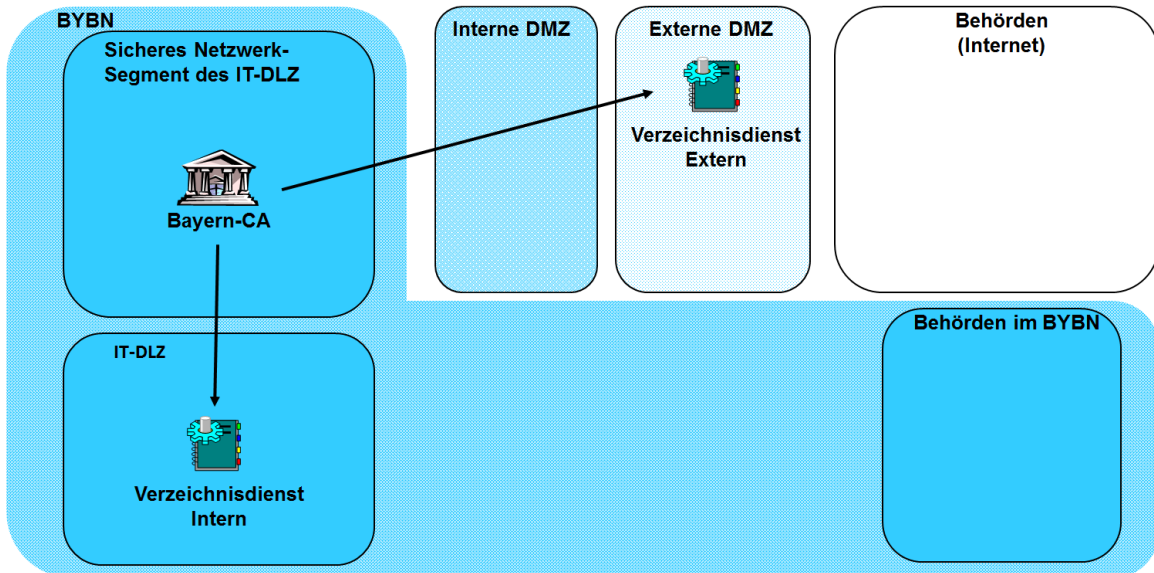 BYBN
Sicheres Netzwerk-
Segment des IT-DLZ
Bayern-CA
IT-DLZ
Verzeichnisdienst
Intern
Interne DMZ
Externe DMZ
Verzeichnisdienst
Extern
Behörden
(Internet)
Behörden im BYBN